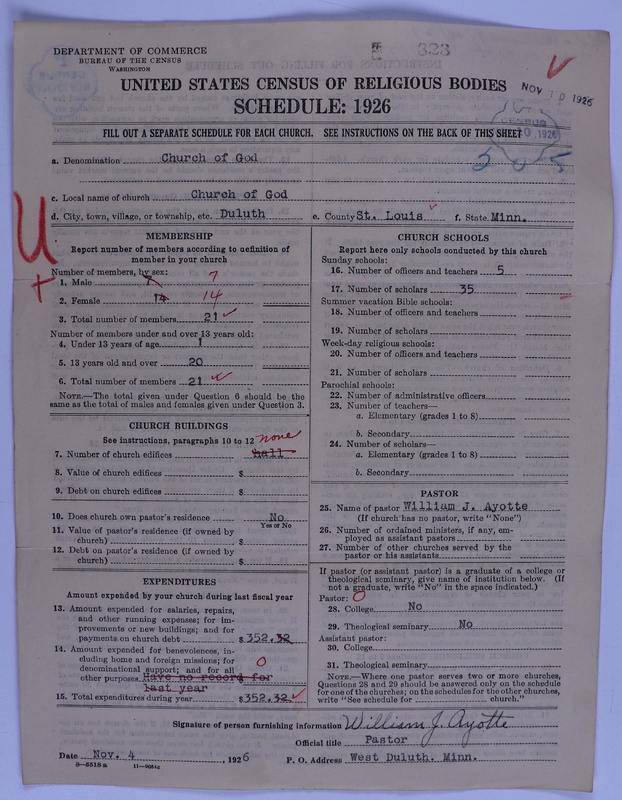 DEPARTMENT OF COMMERCE
BUREAU OF THE CENSUS
WASHINGTON
323
NOV 10 1926
UNITED STATES CENSUS OF RELIGIOUS BODIES
SCHEDULE: 1926
CENSUS
10, 1926
FILL OUT A SEPARATE SCHEDULE FOR EACH CHURCH. SEE INSTRUCTIONS ON THE BACK OF THIS SHEET
a. Denomination Church of God
5 0 5
c. Local name of church Church of God
d. City, town, village, or township, etc. Duluth e. County St. Louis f. State Minn.
U
+
MEMBERSHIP
Report number of members according to definition of
member in your church
Number of members, by sex:
1. Male 7 7
2. Female 14 14
3. Total number of members 21
Number of members under and over 13 years old:
4. Under 13 years of age 1
5. 13 years old and over 20
6. Total number of members 21
NOTE.—The total given under Question 6 should be the
same as the total of males and females given under Question 3.
CHURCH BUILDINGS
See instructions, paragraphs 10 to 12 none
7. Number of church edifices hall
8. Value of church edifices $
9. Debt on church edifices $
10. Does church own pastor's residence No
Yes or No
11. Value of pastor's residence (if owned by
church) $
12. Debt on pastor's residence (if owned by
church) $
EXPENDITURES
Amount expended by your church during last fiscal year
13. Amount expended for salaries, repairs,
and other running expenses; for im-
provements or new buildings; and for
payments on church debt $352.32
14. Amount expended for benevolences, in-
cluding home and foreign missions; for
denominational support; and for all 0
other purposes. Have no record for
last year
15. Total expenditures during year $352.32
CHURCH SCHOOLS
Report here only schools conducted by this church
Sunday schools:
16. Number of officers and teachers 5
17. Number of scholars 35
Summer vacation Bible schools:
18. Number of officers and teachers
19. Number of scholars
Week-day religious schools:
20. Number of officers and teachers
21. Number of scholars
Parochial schools:
22. Number of administrative officers
23. Number of teachers—
a. Elementary (grades 1 to 8)
b. Secondary
24. Number of scholars—
a. Elementary (grades 1 to 8)
b. Secondary
PASTOR
25. Name of pastor William J. Ayotte
(If church has no pastor, write "None")
26. Number of ordained ministers, if any, em-
ployed as assistant pastors
27. Number of other churches served by the
pastor or his assistants
If pastor (or assistant pastor) is a graduate of a college or
theological seminary, give name of institution below. (If
not a graduate, write "No" in the space indicated.)
Pastor: 0
28. College No
29. Theological seminary No
Assistant pastor:
30. College
31. Theological seminary
NOTE.—Where one pastor serves two or more churches,
Questions 28 and 29 should be answered only on the schedule
for one of the churches; on the schedules for the other churches,
write "See schedule for church."
Signature of person furnishing information William J. Ayotte
Official title Pastor
Date Nov. 4, 1926 P. O. Address West Duluth. Minn.
8—5518a 11—9051